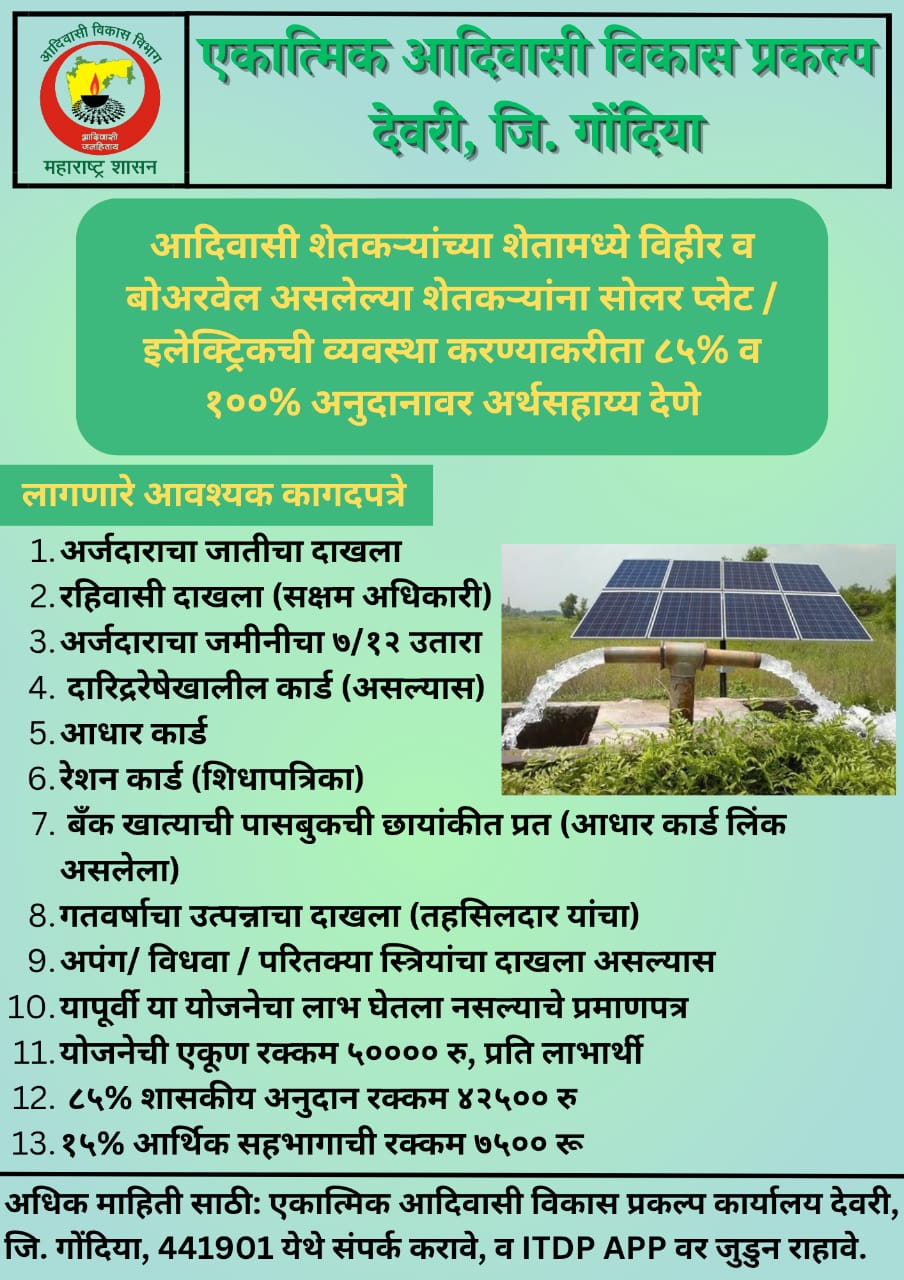 आदिवासी विकास विभाग
आदिवासी
जनहिताय
महाराष्ट्र शासन
एकात्मिक आदिवासी विकास प्रकल्प
देवरी, जि. गोंदिया
आदिवासी शेतकऱ्यांच्या शेतामध्ये विहीर व
बोअरवेल असलेल्या शेतकऱ्यांना सोलर प्लेट /
इलेक्ट्रिकची व्यवस्था करण्याकरीता ८५% व
१००% अनुदानावर अर्थसहाय्य देणे
लागणारे आवश्यक कागदपत्रे
1. अर्जदाराचा जातीचा दाखला
2. रहिवासी दाखला (सक्षम अधिकारी)
3. अर्जदाराचा जमीनीचा ७/१२ उतारा
4. दारिद्ररेषेखालील कार्ड (असल्यास)
5. आधार कार्ड
6. रेशन कार्ड (शिधापत्रिका)
7. बँक खात्याची पासबुकची छायांकीत प्रत (आधार कार्ड लिंक
असलेला)
8. गतवर्षाचा उत्पन्नाचा दाखला (तहसिलदार यांचा)
9. अपंग/ विधवा / परितक्या स्त्रियांचा दाखला असल्यास
10. यापूर्वी या योजनेचा लाभ घेतला नसल्याचे प्रमाणपत्र
11. योजनेची एकूण रक्कम ५०००० रु, प्रति लाभार्थी
12. ८५% शासकीय अनुदान रक्कम ४२५०० रु
13. १५% आर्थिक सहभागाची रक्कम ७५०० रू
अधिक माहिती साठी: एकात्मिक आदिवासी विकास प्रकल्प कार्यालय देवरी,
जि. गोंदिया, 441901 येथे संपर्क करावे, व ITDP APP वर जुडुन राहावे.